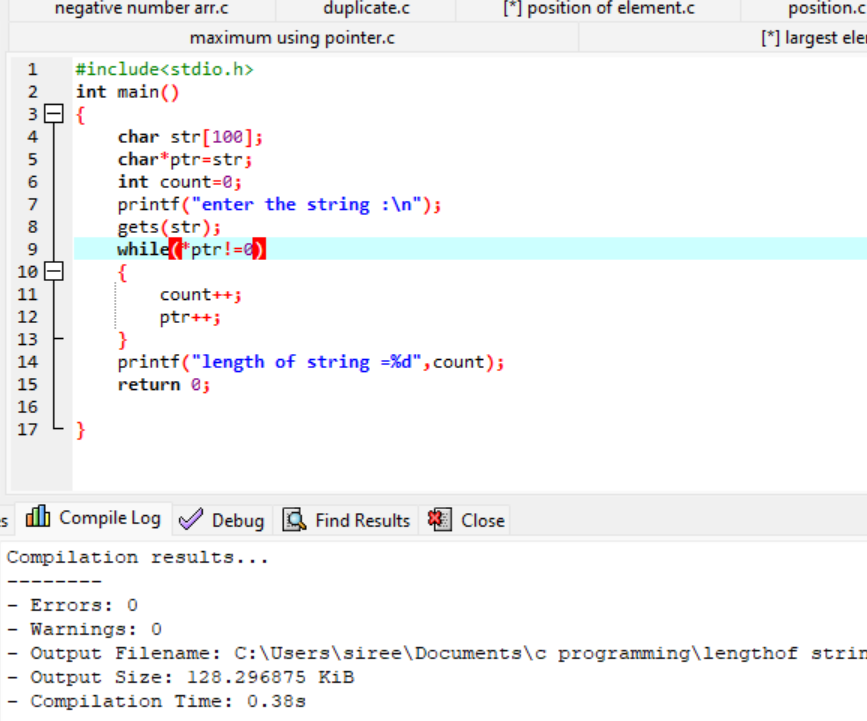 negative number arr.c duplicate.c [*] position of element.c position.c
maximum using pointer.c [*] largest
1 #include<stdio.h>
2 int main()
3 {
4 char str[100];
5 char*ptr=str;
6 int count=0;
7 printf("enter the string :\n");
8 gets(str);
9 while(*ptr!=0)
10 {
11 count++;
12 ptr++;
13 }
14 printf("length of string =%d",count);
15 return 0;
16
17 }
Compile Log Debug Find Results Close
Compilation results...
--------
- Errors: 0
- Warnings: 0
- Output Filename: C:\Users\siree\Documents\c programming\lengthof
- Output Size: 128.296875 KiB
- Compilation Time: 0.38s